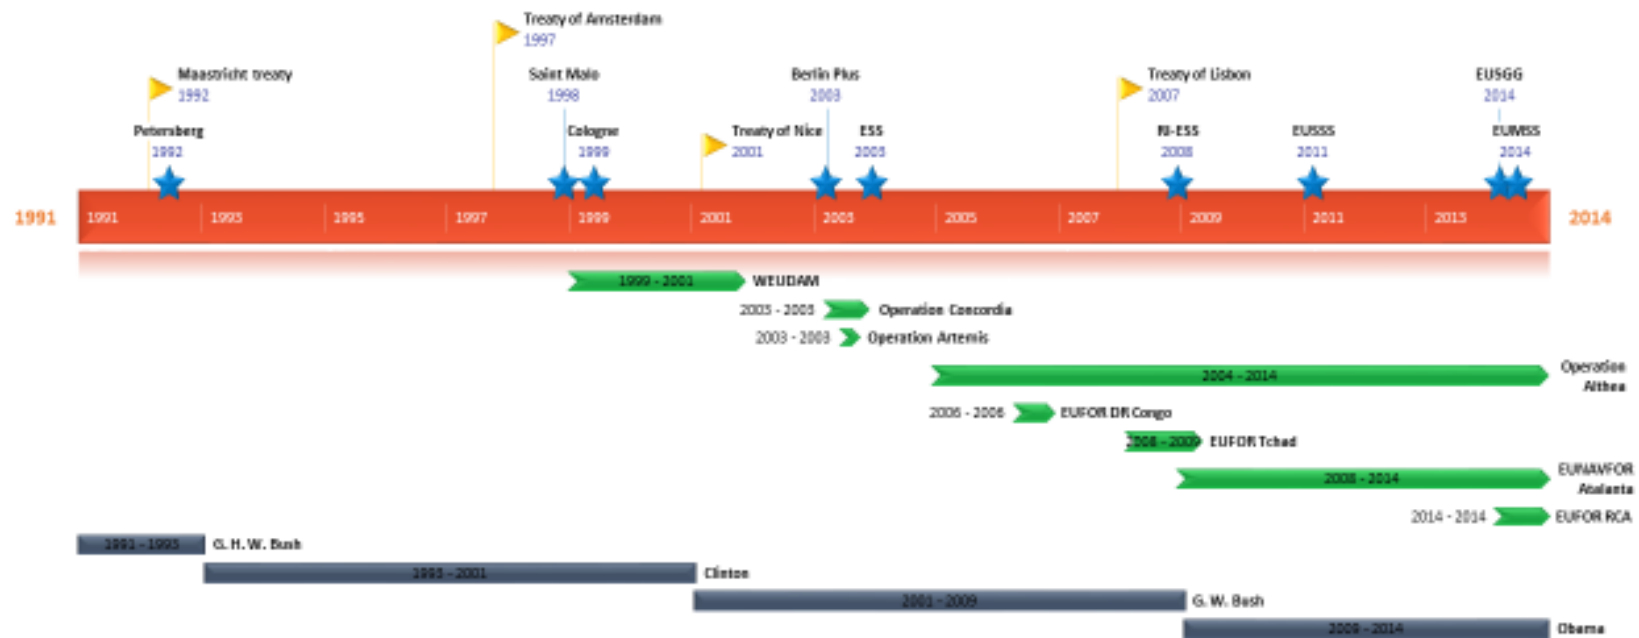 Treaty of Amsterdam
1997
Maastricht treaty
1992
Saint Malo
1998
Berlin Plus
2003
Treaty of Lisbon
2007
EUSGG
2014
Petersberg
1992
Cologne
1999
Treaty of Nice
2001
ESS
2003
RI-ESS
2008
EUSSS
2011
EUMSS
2014
1991
1991
1993
1995
1997
1999
2001
2003
2005
2007
2009
2011
2013
2014
1999 - 2001
WEUDAM
2003 - 2003
Operation Concordia
2003 - 2003
Operation Artemis
2004 - 2014
Operation
Althea
2006 - 2006
EUFOR DR Congo
2008 - 2009
EUFOR Tchad
2008 - 2014
EUNAVFOR
Atalanta
2014 - 2014
EUFOR RCA
1991 - 1993
G. H. W. Bush
1993 - 2001
Clinton
2001 - 2009
G. W. Bush
2009 - 2014
Obama